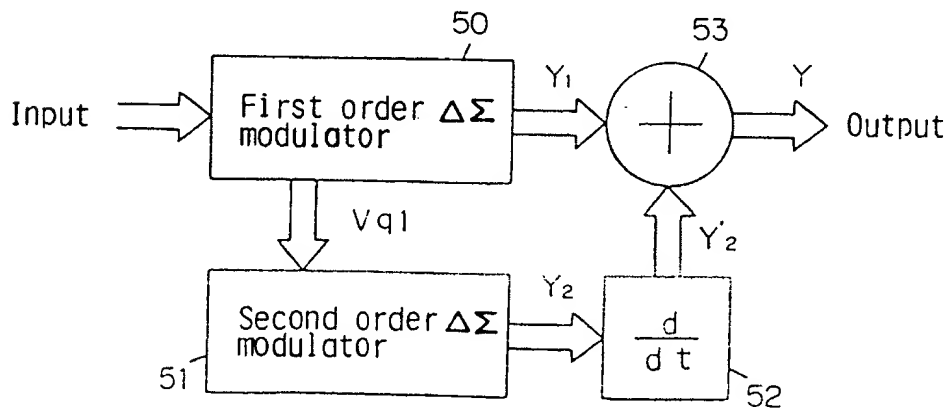 50
53
Input
First order ΔΣ
modulator
Y1
Y
Output
Vq1
Y'2
Second order ΔΣ
modulator
Y2
d
dt
51
52